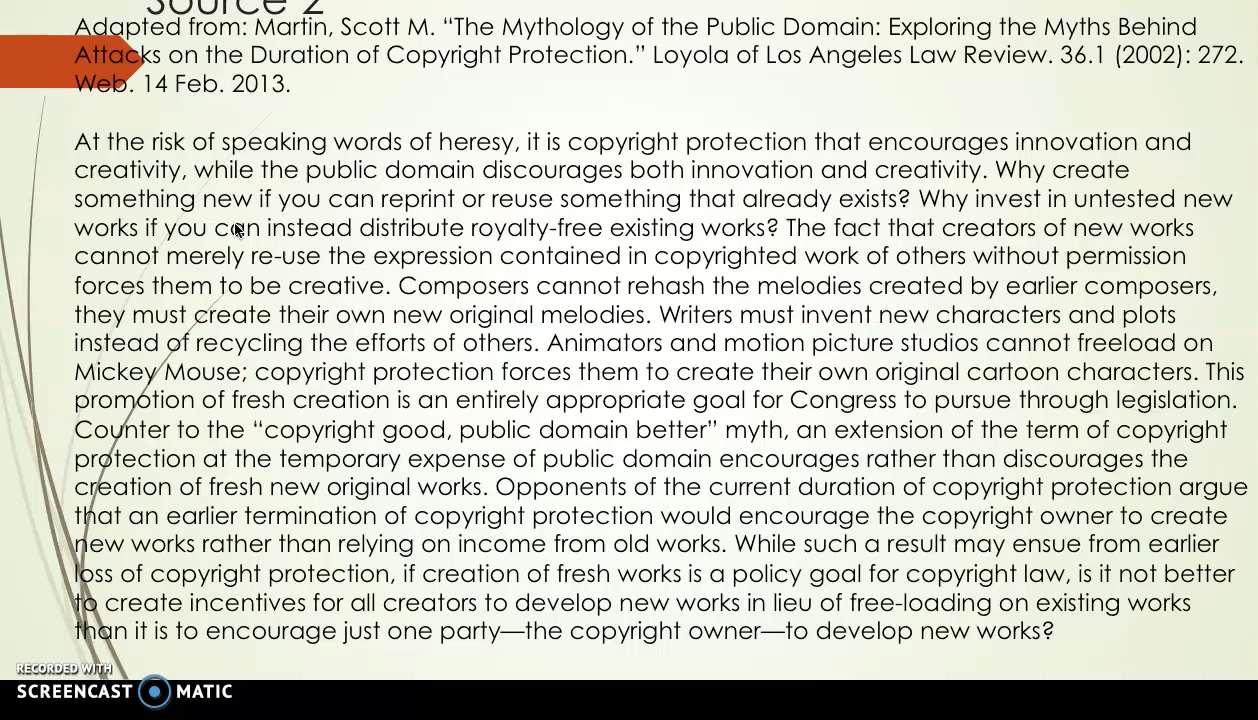 Source 2
Adapted from: Martin, Scott M. “The Mythology of the Public Domain: Exploring the Myths Behind
Attacks on the Duration of Copyright Protection.” Loyola of Los Angeles Law Review. 36.1 (2002): 272.
Web. 14 Feb. 2013.
At the risk of speaking words of heresy, it is copyright protection that encourages innovation and
creativity, while the public domain discourages both innovation and creativity. Why create
something new if you can reprint or reuse something that already exists? Why invest in untested new
works if you can instead distribute royalty-free existing works? The fact that creators of new works
cannot merely re-use the expression contained in copyrighted work of others without permission
forces them to be creative. Composers cannot rehash the melodies created by earlier composers,
they must create their own new original melodies. Writers must invent new characters and plots
instead of recycling the efforts of others. Animators and motion picture studios cannot freeload on
Mickey Mouse; copyright protection forces them to create their own original cartoon characters. This
promotion of fresh creation is an entirely appropriate goal for Congress to pursue through legislation.
Counter to the “copyright good, public domain better” myth, an extension of the term of copyright
protection at the temporary expense of public domain encourages rather than discourages the
creation of fresh new original works. Opponents of the current duration of copyright protection argue
that an earlier termination of copyright protection would encourage the copyright owner to create
new works rather than relying on income from old works. While such a result may ensue from earlier
loss of copyright protection, if creation of fresh works is a policy goal for copyright law, is it not better
to create incentives for all creators to develop new works in lieu of free-loading on existing works
than it is to encourage just one party—the copyright owner—to develop new works?
RECORDED WITH
SCREENCAST MATIC